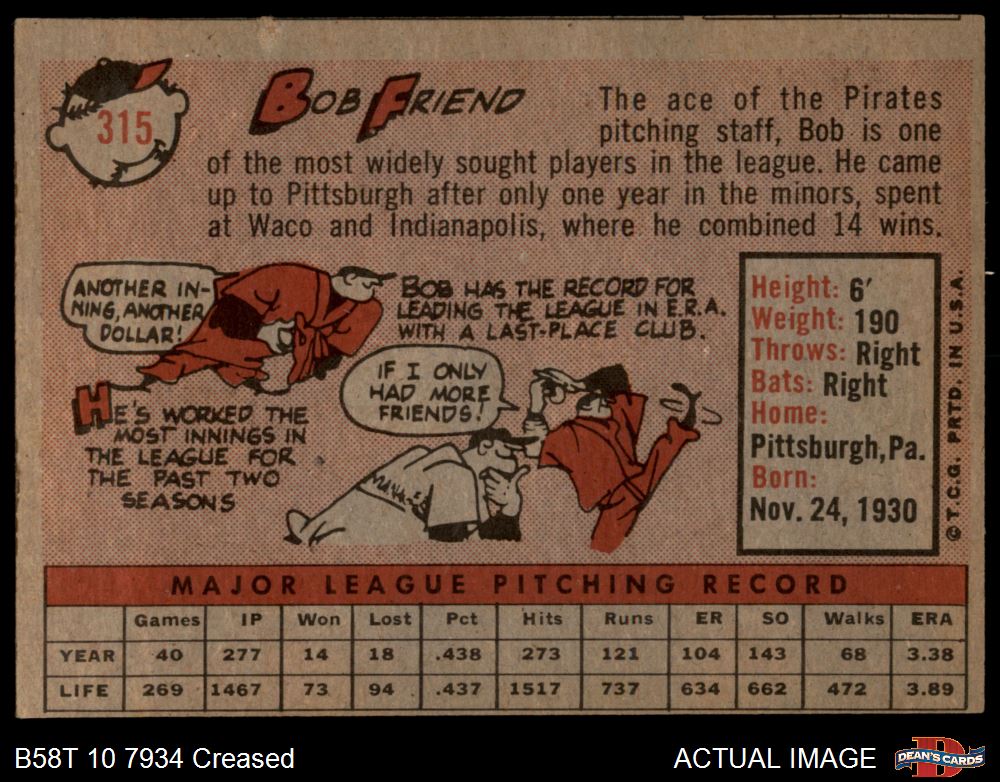 315
BOB FRIEND
The ace of the Pirates
pitching staff, Bob is one
of the most widely sought players in the league. He came
up to Pittsburgh after only one year in the minors, spent
at Waco and Indianapolis, where he combined 14 wins.
ANOTHER IN-
NING, ANOTHER
DOLLAR!
BOB HAS THE RECORD FOR
LEADING THE LEAGUE IN E.R.A.
WITH A LAST-PLACE CLUB.
HE'S WORKED THE
MOST INNINGS IN
THE LEAGUE FOR
THE PAST TWO
SEASONS
IF I ONLY
HAD MORE
FRIENDS!
Height: 6'
Weight: 190
Throws: Right
Bats: Right
Home:
Pittsburgh, Pa.
Born:
Nov. 24, 1930
© T.C.G. PRTD. IN U.S.A.
MAJOR LEAGUE PITCHING RECORD
Games IP Won Lost Pct Hits Runs ER SO Walks ERA
YEAR 40 277 14 18 .438 273 121 104 143 68 3.38
LIFE 269 1467 73 94 .437 1517 737 634 662 472 3.89
B58T 10 7934 Creased
ACTUAL IMAGE
D
DEAN'S CARDS